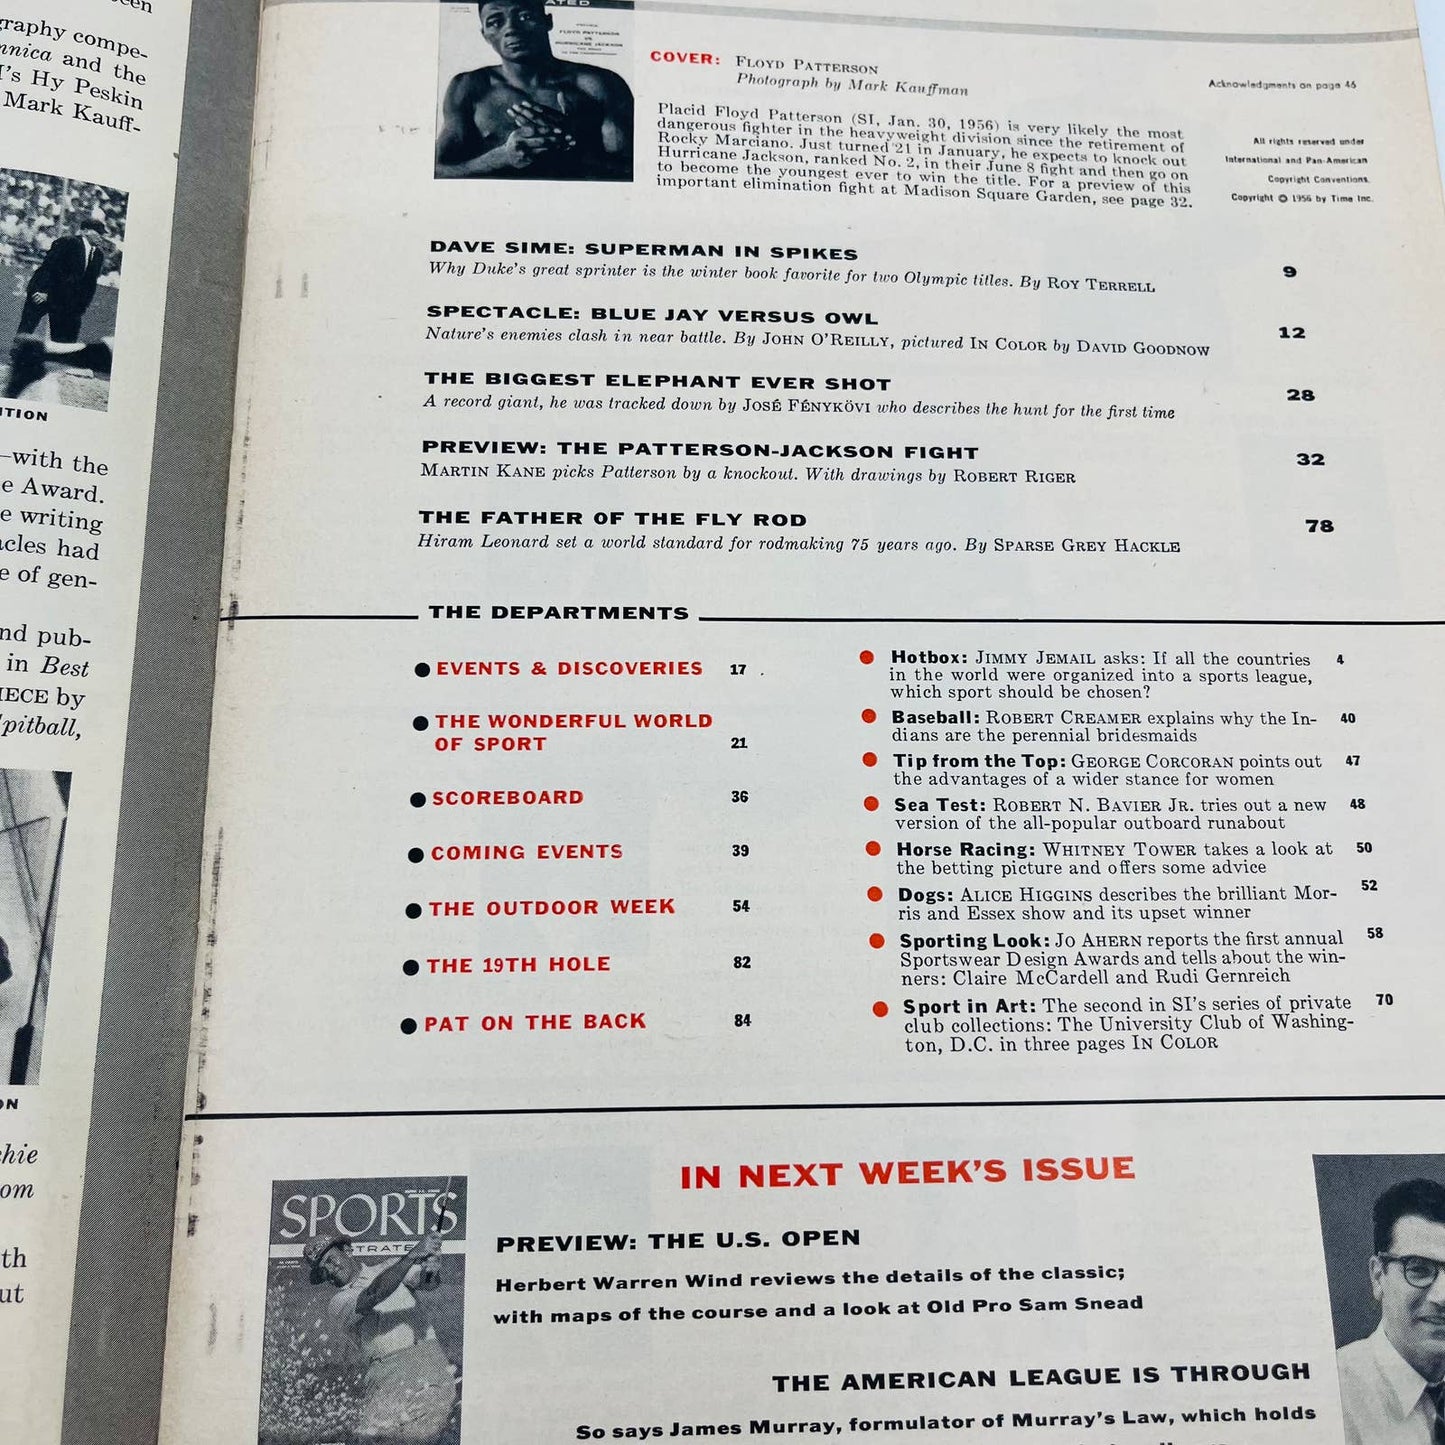 graphy compe-
nnica and the
I's Hy Peskin
Mark Kauff-
ITION
—with the
e Award.
e writing
acles had
e of gen-
nd pub-
in Best
IECE by
pitball,
ON
hie
om
th
ut
FLOYD PATTERSON
VS
HURRICANE JACKSON
COVER: FLOYD PATTERSON
Photograph by Mark Kauffman
Acknowledgments on page 46
Placid Floyd Patterson (SI, Jan. 30, 1956) is very likely the most
dangerous fighter in the heavyweight division since the retirement of
Rocky Marciano. Just turned 21 in January, he expects to knock out
Hurricane Jackson, ranked No. 2, in their June 8 fight and then go on
to become the youngest ever to win the title. For a preview of this
important elimination fight at Madison Square Garden, see page 32.
All rights reserved under
International and Pan-American
Copyright Conventions.
Copyright © 1956 by Time Inc.
DAVE SIME: SUPERMAN IN SPIKES 9
Why Duke's great sprinter is the winter book favorite for two Olympic titles. By ROY TERRELL
SPECTACLE: BLUE JAY VERSUS OWL 12
Nature's enemies clash in near battle. By JOHN O'REILLY, pictured IN COLOR by DAVID GOODNOW
THE BIGGEST ELEPHANT EVER SHOT 28
A record giant, he was tracked down by JOSÉ FÉNYKÖVI who describes the hunt for the first time
PREVIEW: THE PATTERSON-JACKSON FIGHT 32
MARTIN KANE picks Patterson by a knockout. With drawings by ROBERT RIGER
THE FATHER OF THE FLY ROD 78
Hiram Leonard set a world standard for rodmaking 75 years ago. By SPARSE GREY HACKLE
THE DEPARTMENTS
● EVENTS & DISCOVERIES 17
● THE WONDERFUL WORLD
OF SPORT 21
● SCOREBOARD 36
● COMING EVENTS 39
● THE OUTDOOR WEEK 54
● THE 19TH HOLE 82
● PAT ON THE BACK 84
● Hotbox: JIMMY JEMAIL asks: If all the countries 4
in the world were organized into a sports league,
which sport should be chosen?
● Baseball: ROBERT CREAMER explains why the In- 40
dians are the perennial bridesmaids
● Tip from the Top: GEORGE CORCORAN points out 47
the advantages of a wider stance for women
● Sea Test: ROBERT N. BAVIER JR. tries out a new 48
version of the all-popular outboard runabout
● Horse Racing: WHITNEY TOWER takes a look at 50
the betting picture and offers some advice
● Dogs: ALICE HIGGINS describes the brilliant Mor- 52
ris and Essex show and its upset winner
● Sporting Look: JO AHERN reports the first annual 58
Sportswear Design Awards and tells about the win-
ners: Claire McCardell and Rudi Gernreich
● Sport in Art: The second in SI's series of private 70
club collections: The University Club of Washing-
ton, D.C. in three pages IN COLOR
IN NEXT WEEK'S ISSUE
SPORTS
STRATE
PREVIEW: THE U.S. OPEN
Herbert Warren Wind reviews the details of the classic;
with maps of the course and a look at Old Pro Sam Snead
THE AMERICAN LEAGUE IS THROUGH
So says James Murray, formulator of Murray's Law, which holds